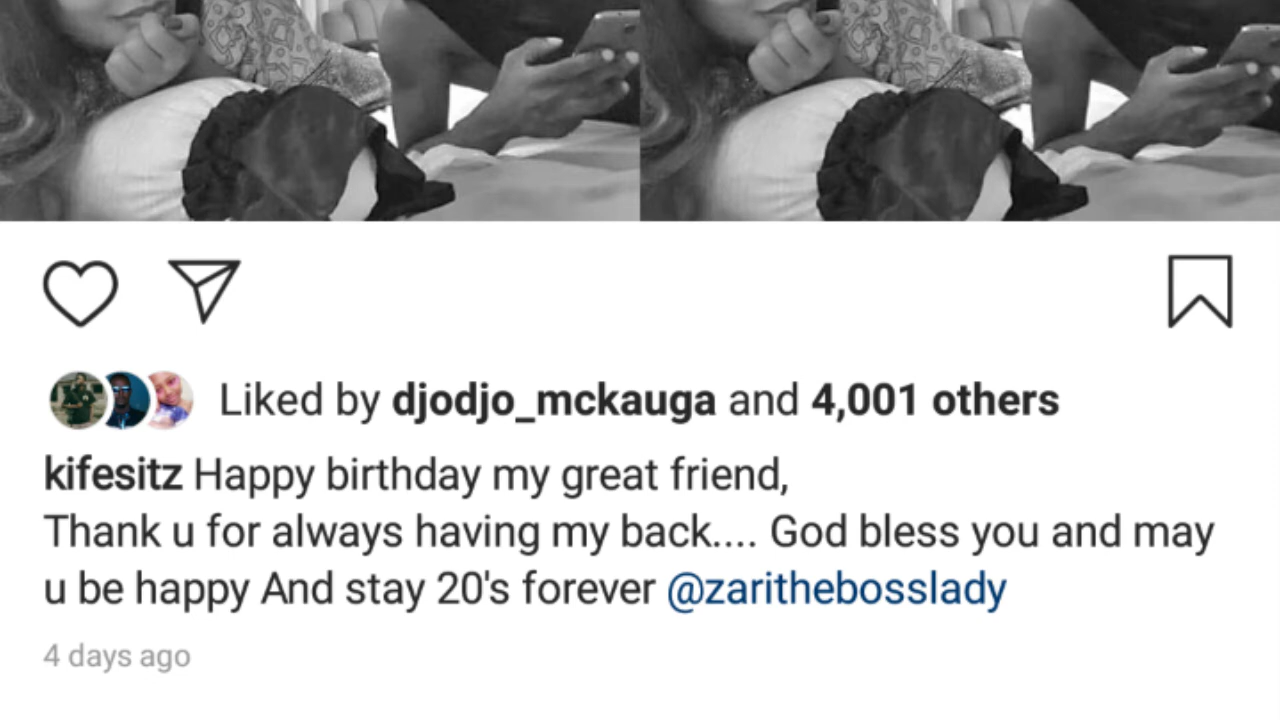 Liked by djodjo_mckauga and 4,001 others
kifesitz Happy birthday my great friend,
Thank u for always having my back.... God bless you and may
u be happy And stay 20's forever @zarithebosslady
4 days ago